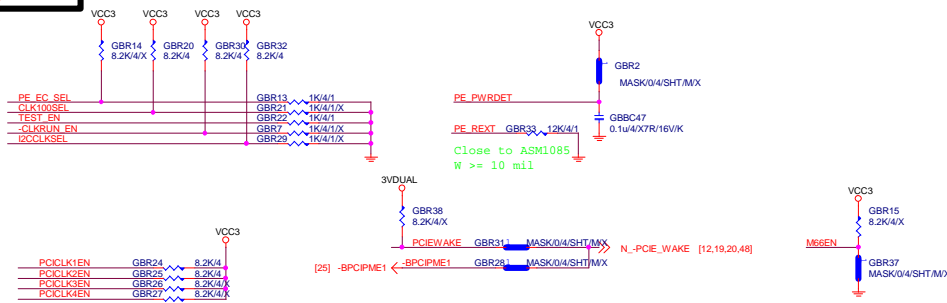 VCC3 VCC3 VCC3 VCC3
GBR14 GBR20 GBR30 GBR32
8.2K/4/X 8.2K/4 8.2K/4/X 8.2K/4
PE_EC_SEL GBR13 1K/4/1
CLK100SEL GBR21 1K/4/1/X
TEST_EN GBR22 1K/4/1
-CLKRUN_EN GBR7 1K/4/1/X
I2CCLKSEL GBR29 1K/4/1/X
VCC3
GBR2
MASK/0/4/SHT/M/X
PE_PWRDET
GBBC47
0.1u/4/X7R/16V/K
PE_REXT GBR33 12K/4/1
Close to ASM1085
W >= 10 mil
3VDUAL
GBR38
8.2K/4/X
PCIEWAKE GBR31 1 MASK/0/4/SHT/M/X N_-PCIE_WAKE [12,19,20,48]
[25] -BPCIPME1 -BPCIPME1 GBR28 1 MASK/0/4/SHT/M/X
VCC3
GBR15
8.2K/4/X
M66EN
GBR37
MASK/0/4/SHT/M/X
VCC3
PCICLK1EN GBR24 8.2K/4
PCICLK2EN GBR25 8.2K/4
PCICLK3EN GBR26 8.2K/4/X
PCICLK4EN GBR27 8.2K/4/X